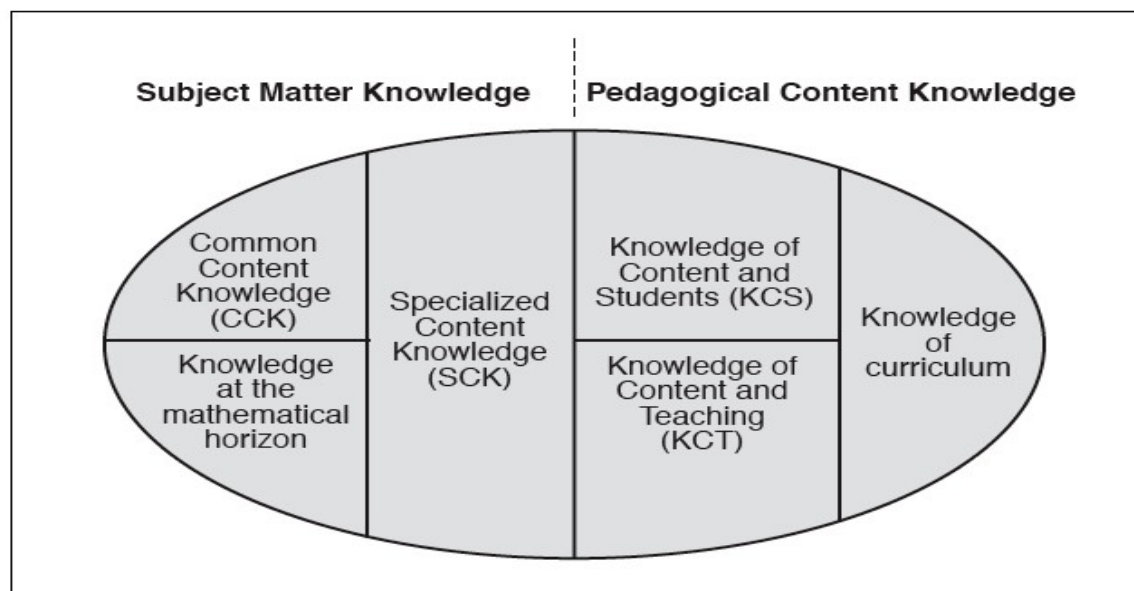 Subject Matter Knowledge
Pedagogical Content Knowledge
Common
Content
Knowledge
(CCK)
Knowledge
at the
mathematical
horizon
Specialized
Content
Knowledge
(SCK)
Knowledge of
Content and
Students (KCS)
Knowledge of
Content and
Teaching
(KCT)
Knowledge
of
curriculum